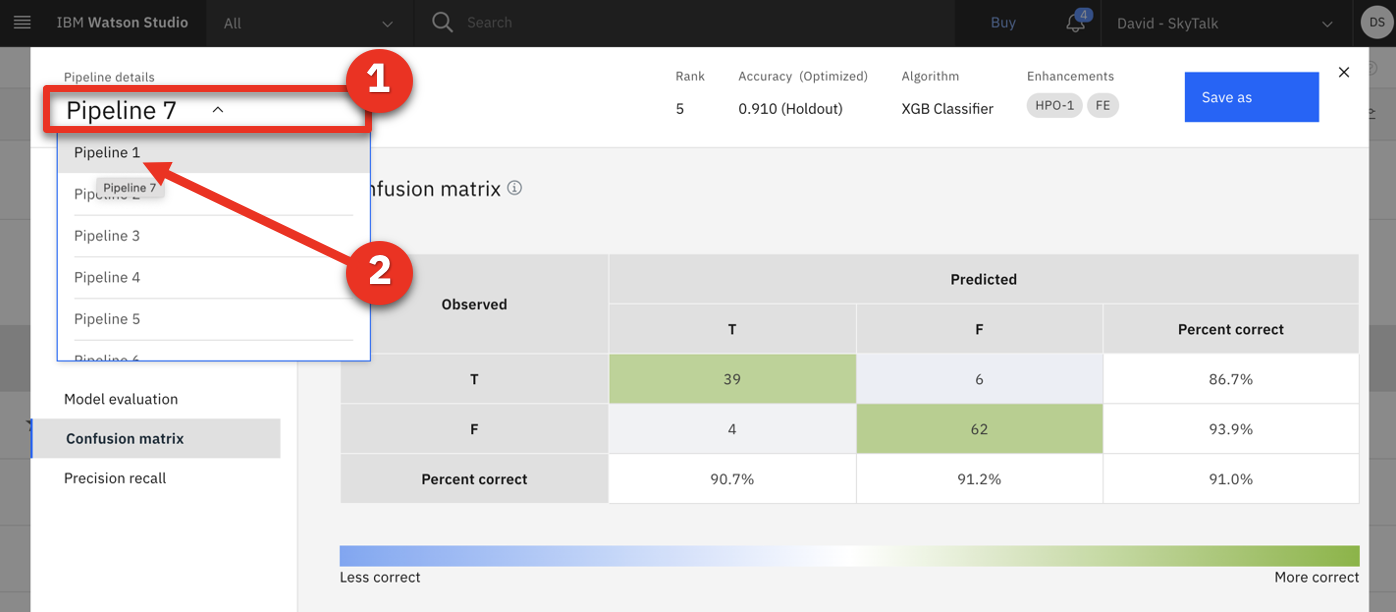 IBM Watson Studio
All
Search
Buy
4
David - SkyTalk
DS
Pipeline details
Pipeline 7
1
Rank
5
Accuracy (Optimized)
0.910 (Holdout)
Algorithm
XGB Classifier
Enhancements
HPO-1 FE
Save as
Pipeline 1
Pipeline 7
Pipeline 3
Pipeline 4
Pipeline 5
Pipeline 6
2
nfusion matrix
Model evaluation
Confusion matrix
Precision recall
Observed
Predicted
T F Percent correct
T 39 6 86.7%
F 4 62 93.9%
Percent correct 90.7% 91.2% 91.0%
Less correct
More correct